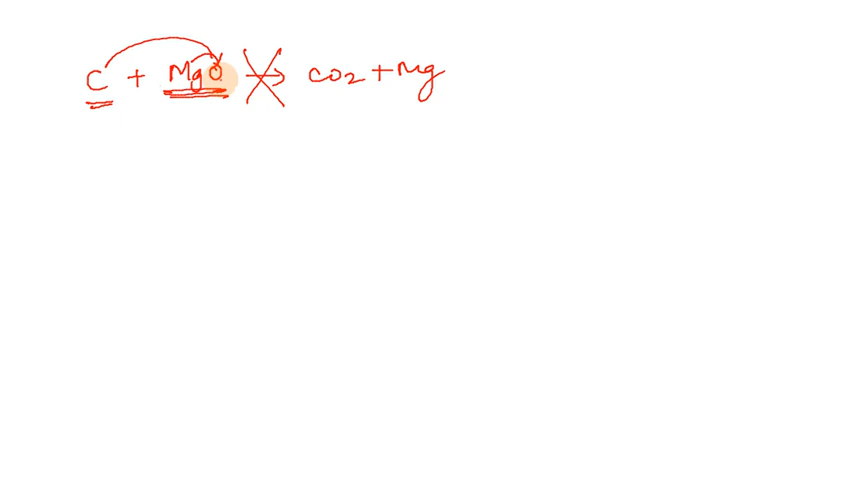 C + MgO → CO2 + Mg